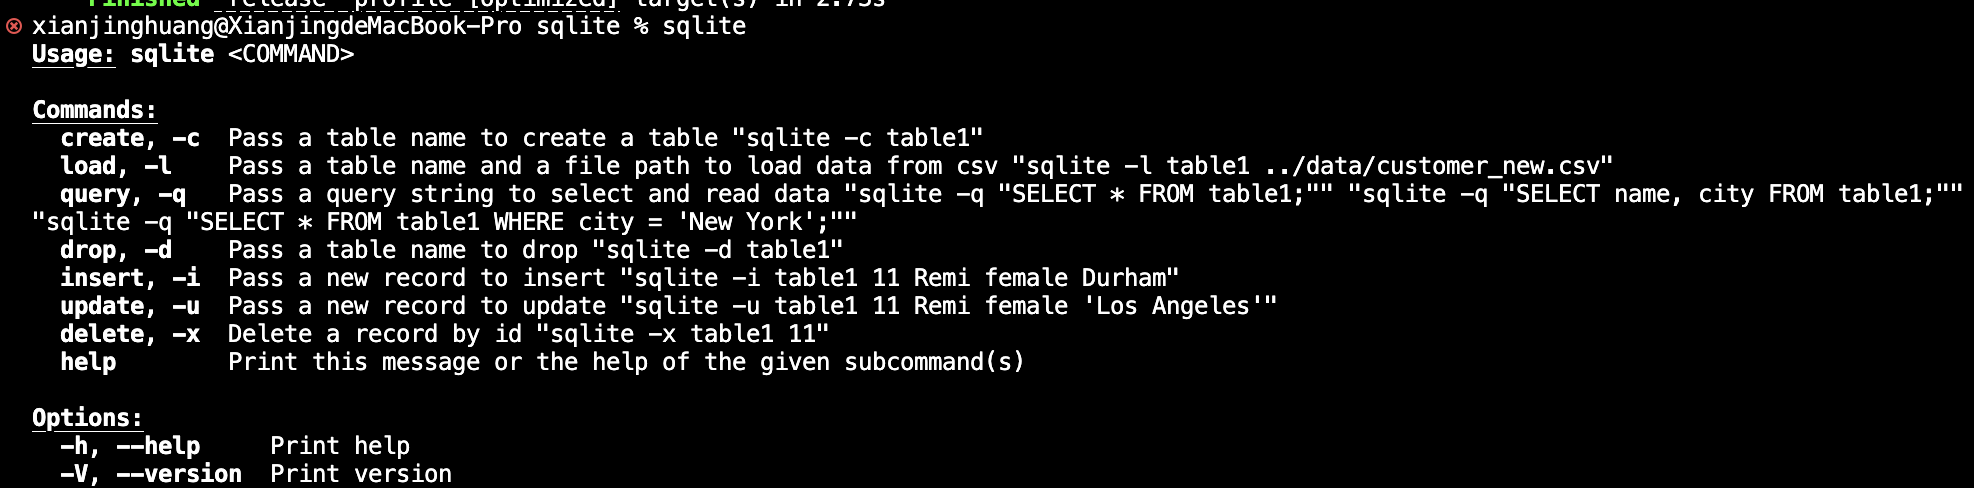 Finished `release` profile [optimized] target(s) in 2.73s
xianjinghuang@XianjingdeMacBook-Pro sqlite % sqlite
Usage: sqlite <COMMAND>
Commands:
create, -c  Pass a table name to create a table "sqlite -c table1"
load, -l    Pass a table name and a file path to load data from csv "sqlite -l table1 ../data/customer_new.csv"
query, -q   Pass a query string to select and read data "sqlite -q "SELECT * FROM table1;"" "sqlite -q "SELECT name, city FROM table1;""
"sqlite -q "SELECT * FROM table1 WHERE city = 'New York';""
drop, -d    Pass a table name to drop "sqlite -d table1"
insert, -i  Pass a new record to insert "sqlite -i table1 11 Remi female Durham"
update, -u  Pass a new record to update "sqlite -u table1 11 Remi female 'Los Angeles'"
delete, -x  Delete a record by id "sqlite -x table1 11"
help        Print this message or the help of the given subcommand(s)
Options:
-h, --help     Print help
-V, --version  Print version